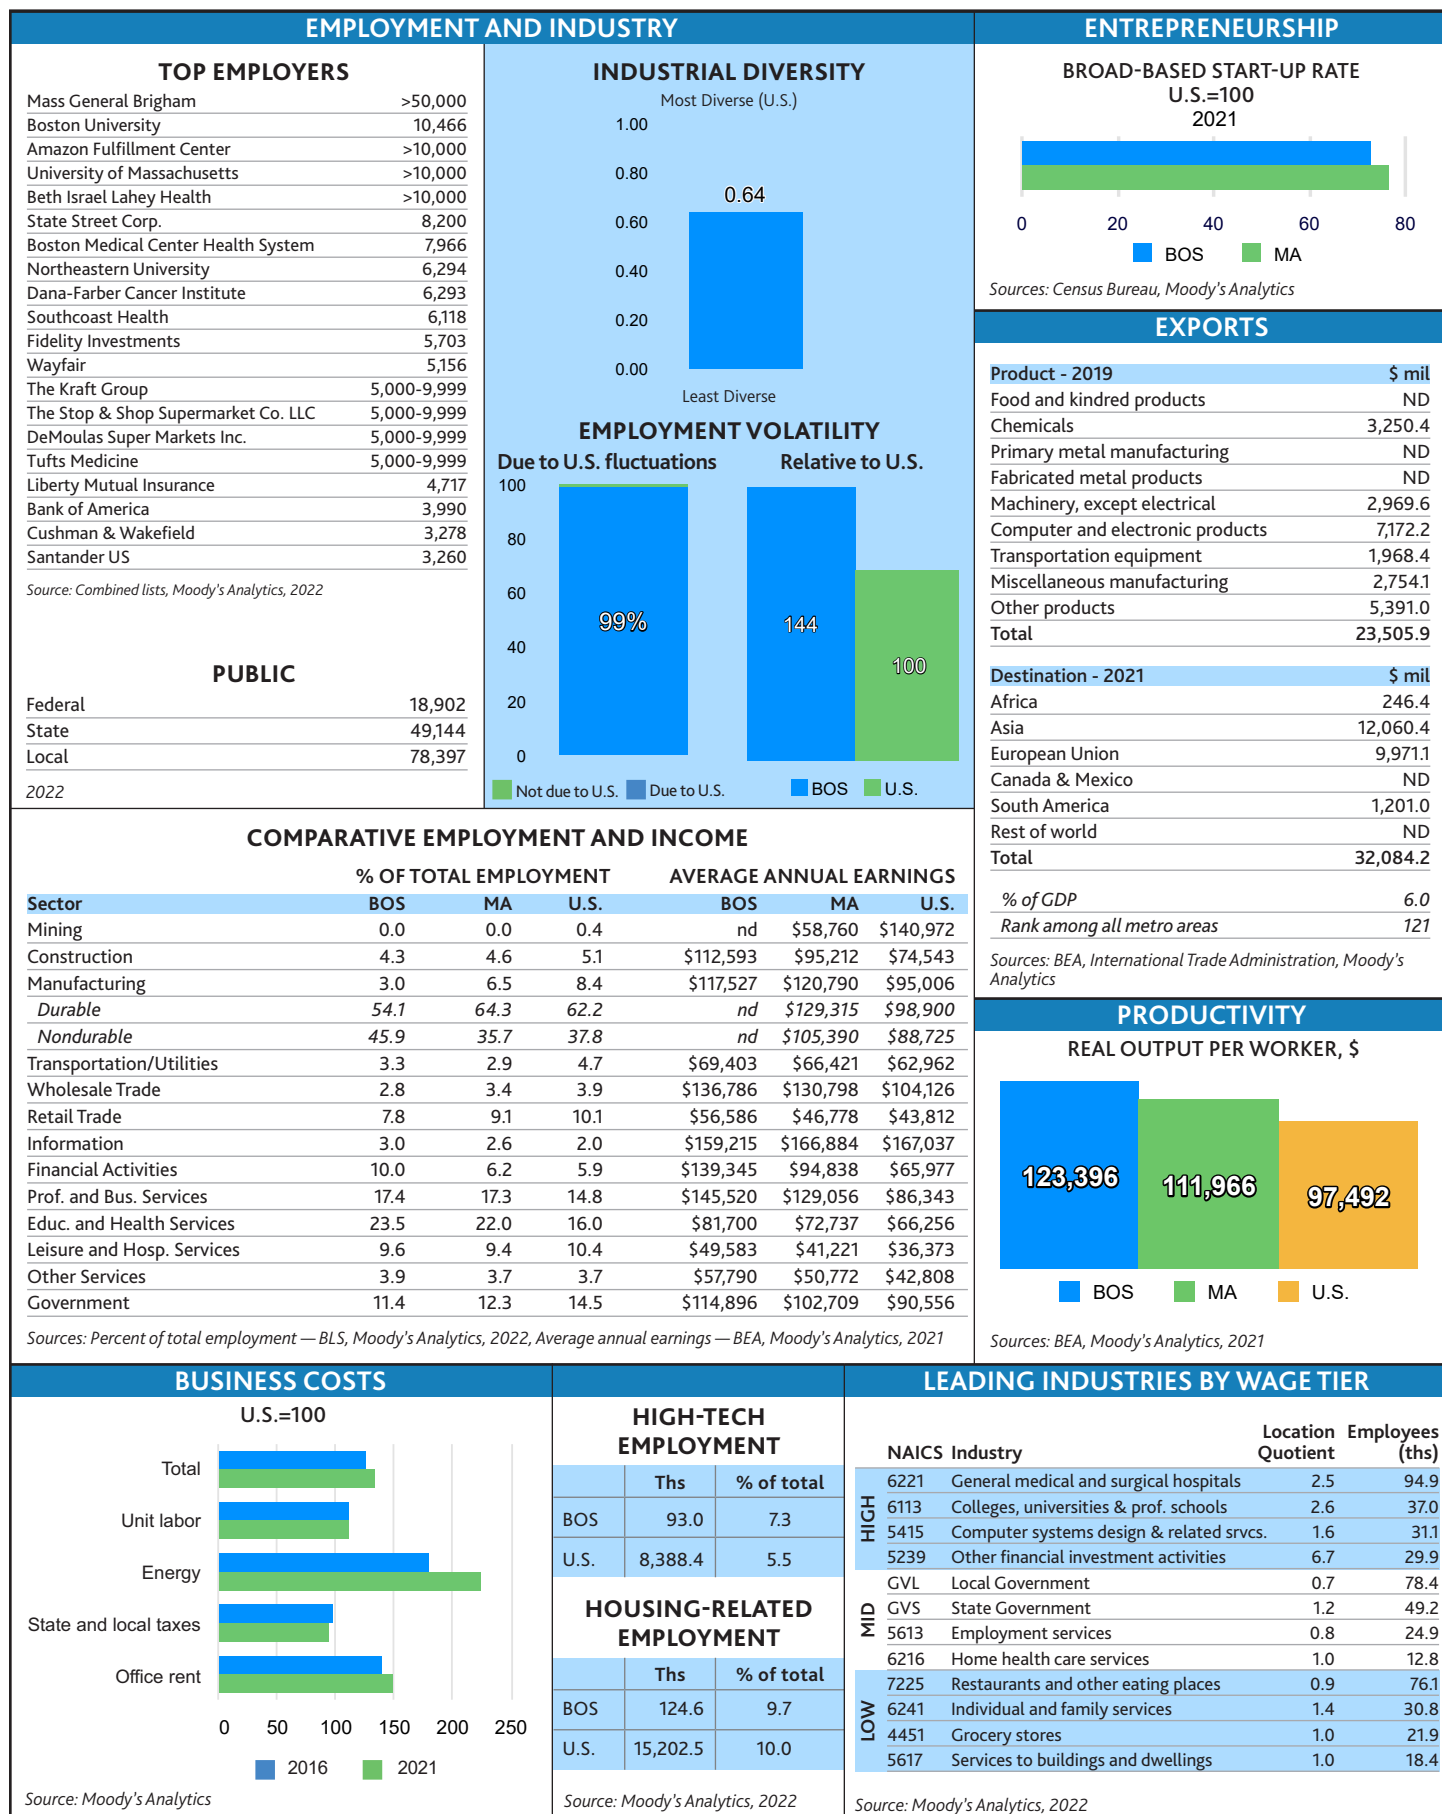 EMPLOYMENT AND INDUSTRY
TOP EMPLOYERS
Mass General Brigham >50,000
Boston University 10,466
Amazon Fulfillment Center >10,000
University of Massachusetts >10,000
Beth Israel Lahey Health >10,000
State Street Corp. 8,200
Boston Medical Center Health System 7,966
Northeastern University 6,294
Dana-Farber Cancer Institute 6,293
Southcoast Health 6,118
Fidelity Investments 5,703
Wayfair 5,156
The Kraft Group 5,000-9,999
The Stop & Shop Supermarket Co. LLC 5,000-9,999
DeMoulas Super Markets Inc. 5,000-9,999
Tufts Medicine 5,000-9,999
Liberty Mutual Insurance 4,717
Bank of America 3,990
Cushman & Wakefield 3,278
Santander US 3,260
Source: Combined lists, Moody's Analytics, 2022
PUBLIC
Federal 18,902
State 49,144
Local 78,397
2022
INDUSTRIAL DIVERSITY
Most Diverse (U.S.)
1.00
0.80
0.64
0.60
0.40
0.20
0.00
Least Diverse
EMPLOYMENT VOLATILITY
Due to U.S. fluctuations Relative to U.S.
100
80
60
99% 144
40
100
20
0
Not due to U.S. Due to U.S. BOS U.S.
ENTREPRENEURSHIP
BROAD-BASED START-UP RATE
U.S.=100
2021
0 20 40 60 80
BOS MA
Sources: Census Bureau, Moody's Analytics
EXPORTS
Product - 2019 $ mil
Food and kindred products ND
Chemicals 3,250.4
Primary metal manufacturing ND
Fabricated metal products ND
Machinery, except electrical 2,969.6
Computer and electronic products 7,172.2
Transportation equipment 1,968.4
Miscellaneous manufacturing 2,754.1
Other products 5,391.0
Total 23,505.9
Destination - 2021 $ mil
Africa 246.4
Asia 12,060.4
European Union 9,971.1
Canada & Mexico ND
South America 1,201.0
Rest of world ND
Total 32,084.2
% of GDP 6.0
Rank among all metro areas 121
Sources: BEA, International Trade Administration, Moody's
Analytics
COMPARATIVE EMPLOYMENT AND INCOME
% OF TOTAL EMPLOYMENT AVERAGE ANNUAL EARNINGS
Sector BOS MA U.S. BOS MA U.S.
Mining 0.0 0.0 0.4 nd $58,760 $140,972
Construction 4.3 4.6 5.1 $112,593 $95,212 $74,543
Manufacturing 3.0 6.5 8.4 $117,527 $120,790 $95,006
Durable 54.1 64.3 62.2 nd $129,315 $98,900
Nondurable 45.9 35.7 37.8 nd $105,390 $88,725
Transportation/Utilities 3.3 2.9 4.7 $69,403 $66,421 $62,962
Wholesale Trade 2.8 3.4 3.9 $136,786 $130,798 $104,126
Retail Trade 7.8 9.1 10.1 $56,586 $46,778 $43,812
Information 3.0 2.6 2.0 $159,215 $166,884 $167,037
Financial Activities 10.0 6.2 5.9 $139,345 $94,838 $65,977
Prof. and Bus. Services 17.4 17.3 14.8 $145,520 $129,056 $86,343
Educ. and Health Services 23.5 22.0 16.0 $81,700 $72,737 $66,256
Leisure and Hosp. Services 9.6 9.4 10.4 $49,583 $41,221 $36,373
Other Services 3.9 3.7 3.7 $57,790 $50,772 $42,808
Government 11.4 12.3 14.5 $114,896 $102,709 $90,556
Sources: Percent of total employment — BLS, Moody's Analytics, 2022, Average annual earnings — BEA, Moody's Analytics, 2021
PRODUCTIVITY
REAL OUTPUT PER WORKER, $
123,396 111,966 97,492
BOS MA U.S.
Sources: BEA, Moody's Analytics, 2021
BUSINESS COSTS
U.S.=100
Total
Unit labor
Energy
State and local taxes
Office rent
0 50 100 150 200 250
2016 2021
Source: Moody's Analytics
HIGH-TECH
EMPLOYMENT
Ths % of total
BOS 93.0 7.3
U.S. 8,388.4 5.5
HOUSING-RELATED
EMPLOYMENT
Ths % of total
BOS 124.6 9.7
U.S. 15,202.5 10.0
Source: Moody's Analytics, 2022
LEADING INDUSTRIES BY WAGE TIER
Location Employees
NAICS Industry Quotient (ths)
HIGH
6221 General medical and surgical hospitals 2.5 94.9
6113 Colleges, universities & prof. schools 2.6 37.0
5415 Computer systems design & related srvcs. 1.6 31.1
5239 Other financial investment activities 6.7 29.9
MID
GVL Local Government 0.7 78.4
GVS State Government 1.2 49.2
5613 Employment services 0.8 24.9
6216 Home health care services 1.0 12.8
LOW
7225 Restaurants and other eating places 0.9 76.1
6241 Individual and family services 1.4 30.8
4451 Grocery stores 1.0 21.9
5617 Services to buildings and dwellings 1.0 18.4
Source: Moody's Analytics, 2022